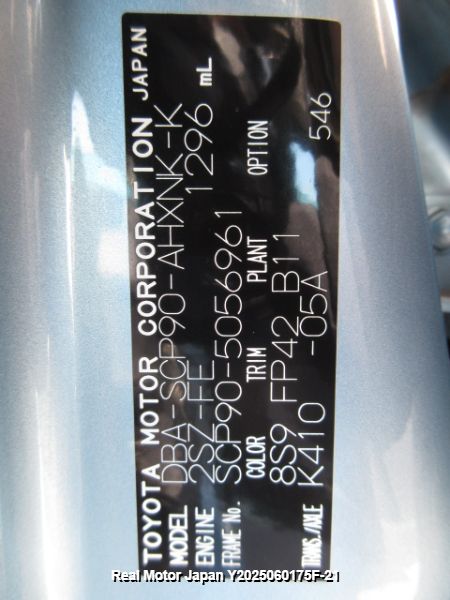 TOYOTA MOTOR CORPORATION JAPAN
MODEL DBA-SCP90-AHXNK-K
ENGINE 2SZ-FE 1296 mL
FRAME No. SCP90-5056961
COLOR TRIM PLANT OPTION
8S9 FP42 B11 546
TRANS./AXLE K410 -05A
Real Motor Japan Y2025060175F-21